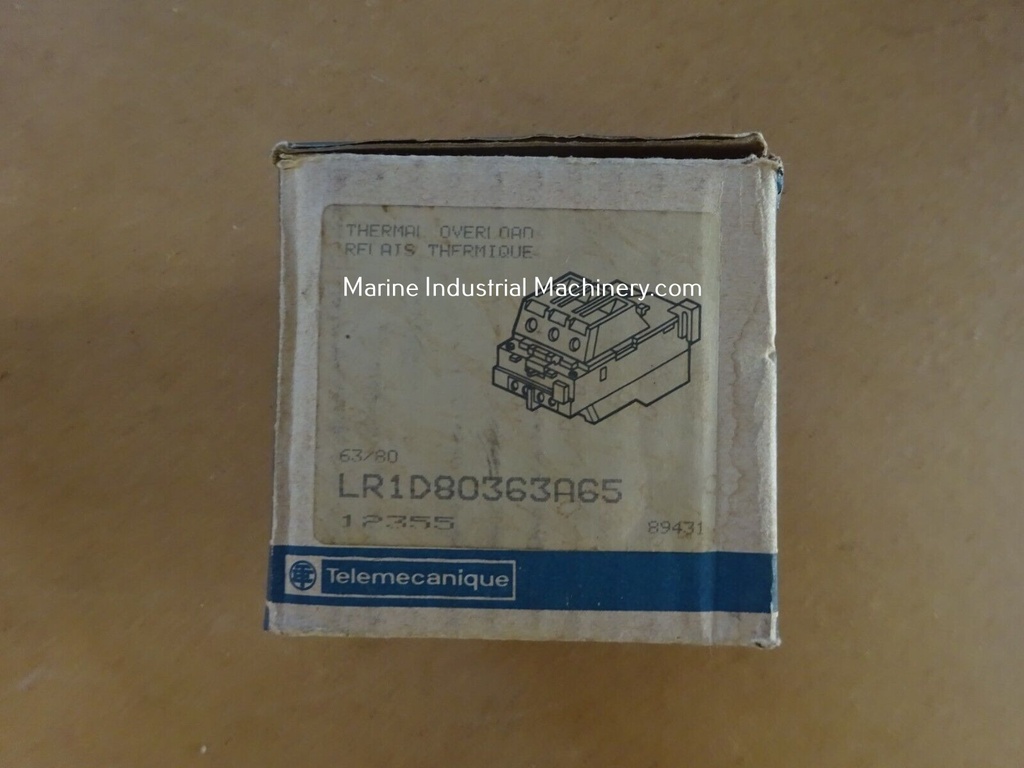 THERMAL OVERLOAD
RELAIS THERMIQUE
Marine Industrial Machinery.com
63/80
LR1D80363A65
12355
89431
Telemecanique